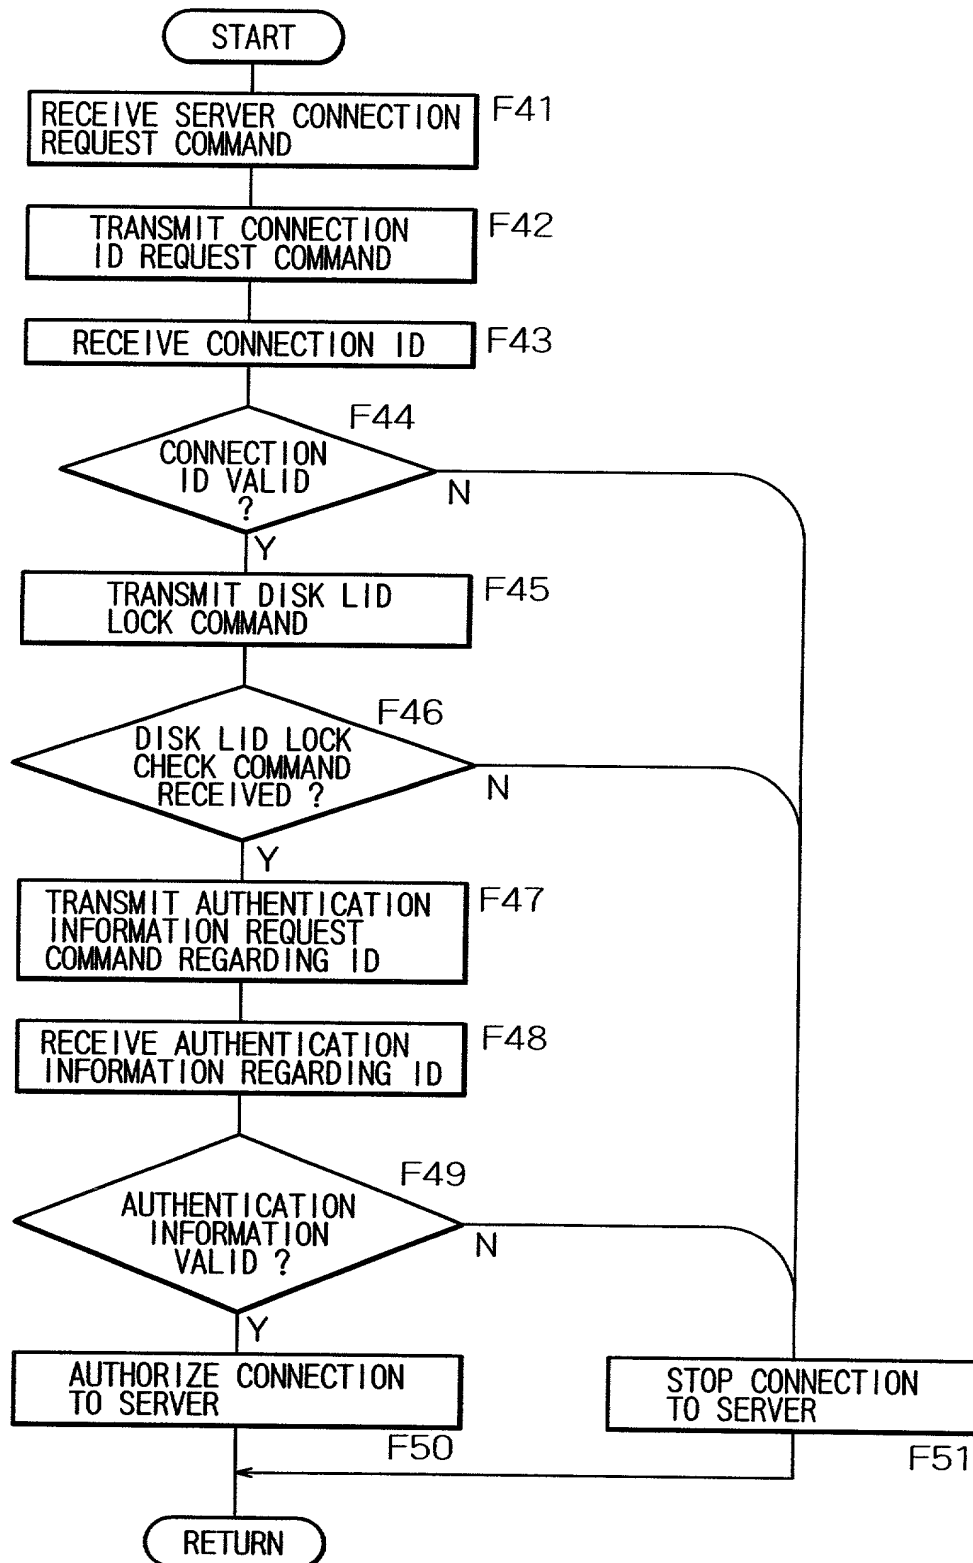 START
RECEIVE SERVER CONNECTION
REQUEST COMMAND
F41
TRANSMIT CONNECTION
ID REQUEST COMMAND
F42
RECEIVE CONNECTION ID
F43
F44
CONNECTION
ID VALID
?
N
Y
TRANSMIT DISK LID
LOCK COMMAND
F45
F46
DISK LID LOCK
CHECK COMMAND
RECEIVED ?
N
Y
TRANSMIT AUTHENTICATION
INFORMATION REQUEST
COMMAND REGARDING ID
F47
RECEIVE AUTHENTICATION
INFORMATION REGARDING ID
F48
F49
AUTHENTICATION
INFORMATION
VALID ?
N
Y
AUTHORIZE CONNECTION
TO SERVER
F50
STOP CONNECTION
TO SERVER
F51
RETURN